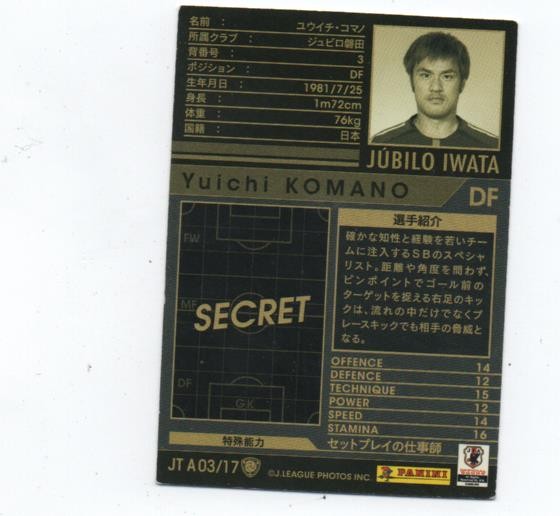 名前 : ユウイチ・コマノ
所属クラブ : ジュビロ磐田
背番号 : 3
ポジション : DF
生年月日 : 1981/7/25
身長 : 1m72cm
体重 : 76kg
国籍 : 日本
JÚBILO IWATA
Yuichi KOMANO
DF
FW
MF
SECRET
DF
GK
選手紹介
確かな知性と経験を若いチー
ムに注入するSBのスペシャ
リスト。距離や角度を問わず、
ピンポイントでゴール前の
ターゲットを捉える右足のキッ
クは、流れの中だけでなくプ
レースキックでも相手の脅威と
なる。
OFFENCE 14
DEFENCE 12
TECHNIQUE 15
POWER 12
SPEED 14
STAMINA 16
特殊能力
セットプレイの仕事師
JT A03/17
©J.LEAGUE PHOTOS INC.
PANINI